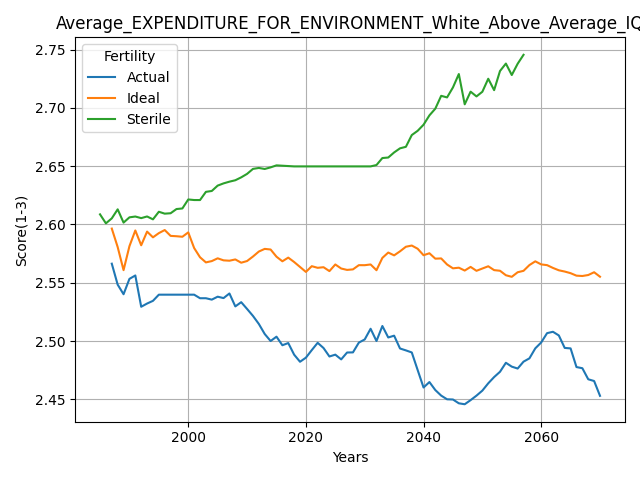 Average_EXPENDITURE_FOR_ENVIRONMENT_White_Above_Average_IQ
Fertility
Actual
Ideal
Sterile
Score(1-3)
2.75
2.70
2.65
2.60
2.55
2.50
2.45
2000
2020
2040
2060
Years